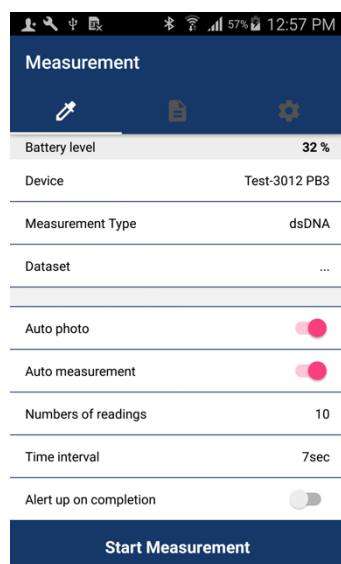 57% 12:57 PM
Measurement
Battery level 32 %
Device Test-3012 PB3
Measurement Type dsDNA
Dataset ...
Auto photo
Auto measurement
Numbers of readings 10
Time interval 7sec
Alert up on completion
Start Measurement